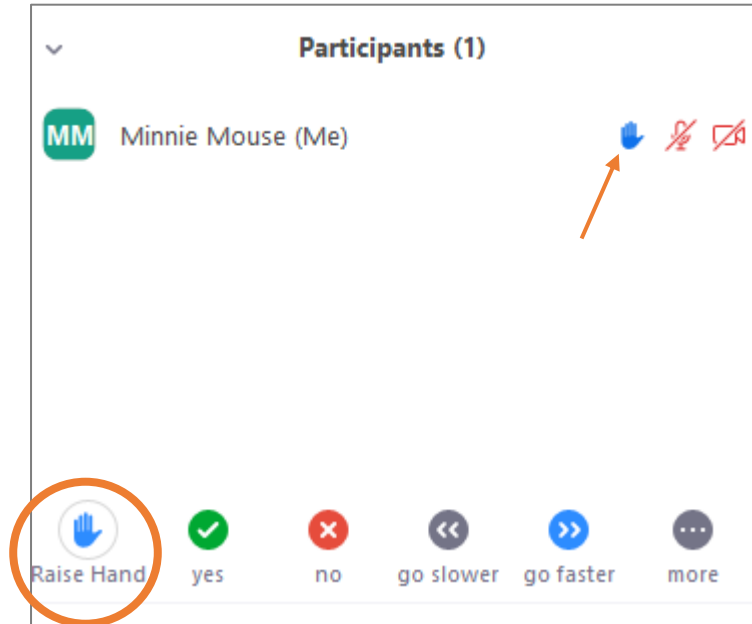 Participants (1)
MM Minnie Mouse (Me)
Raise Hand yes no go slower go faster more